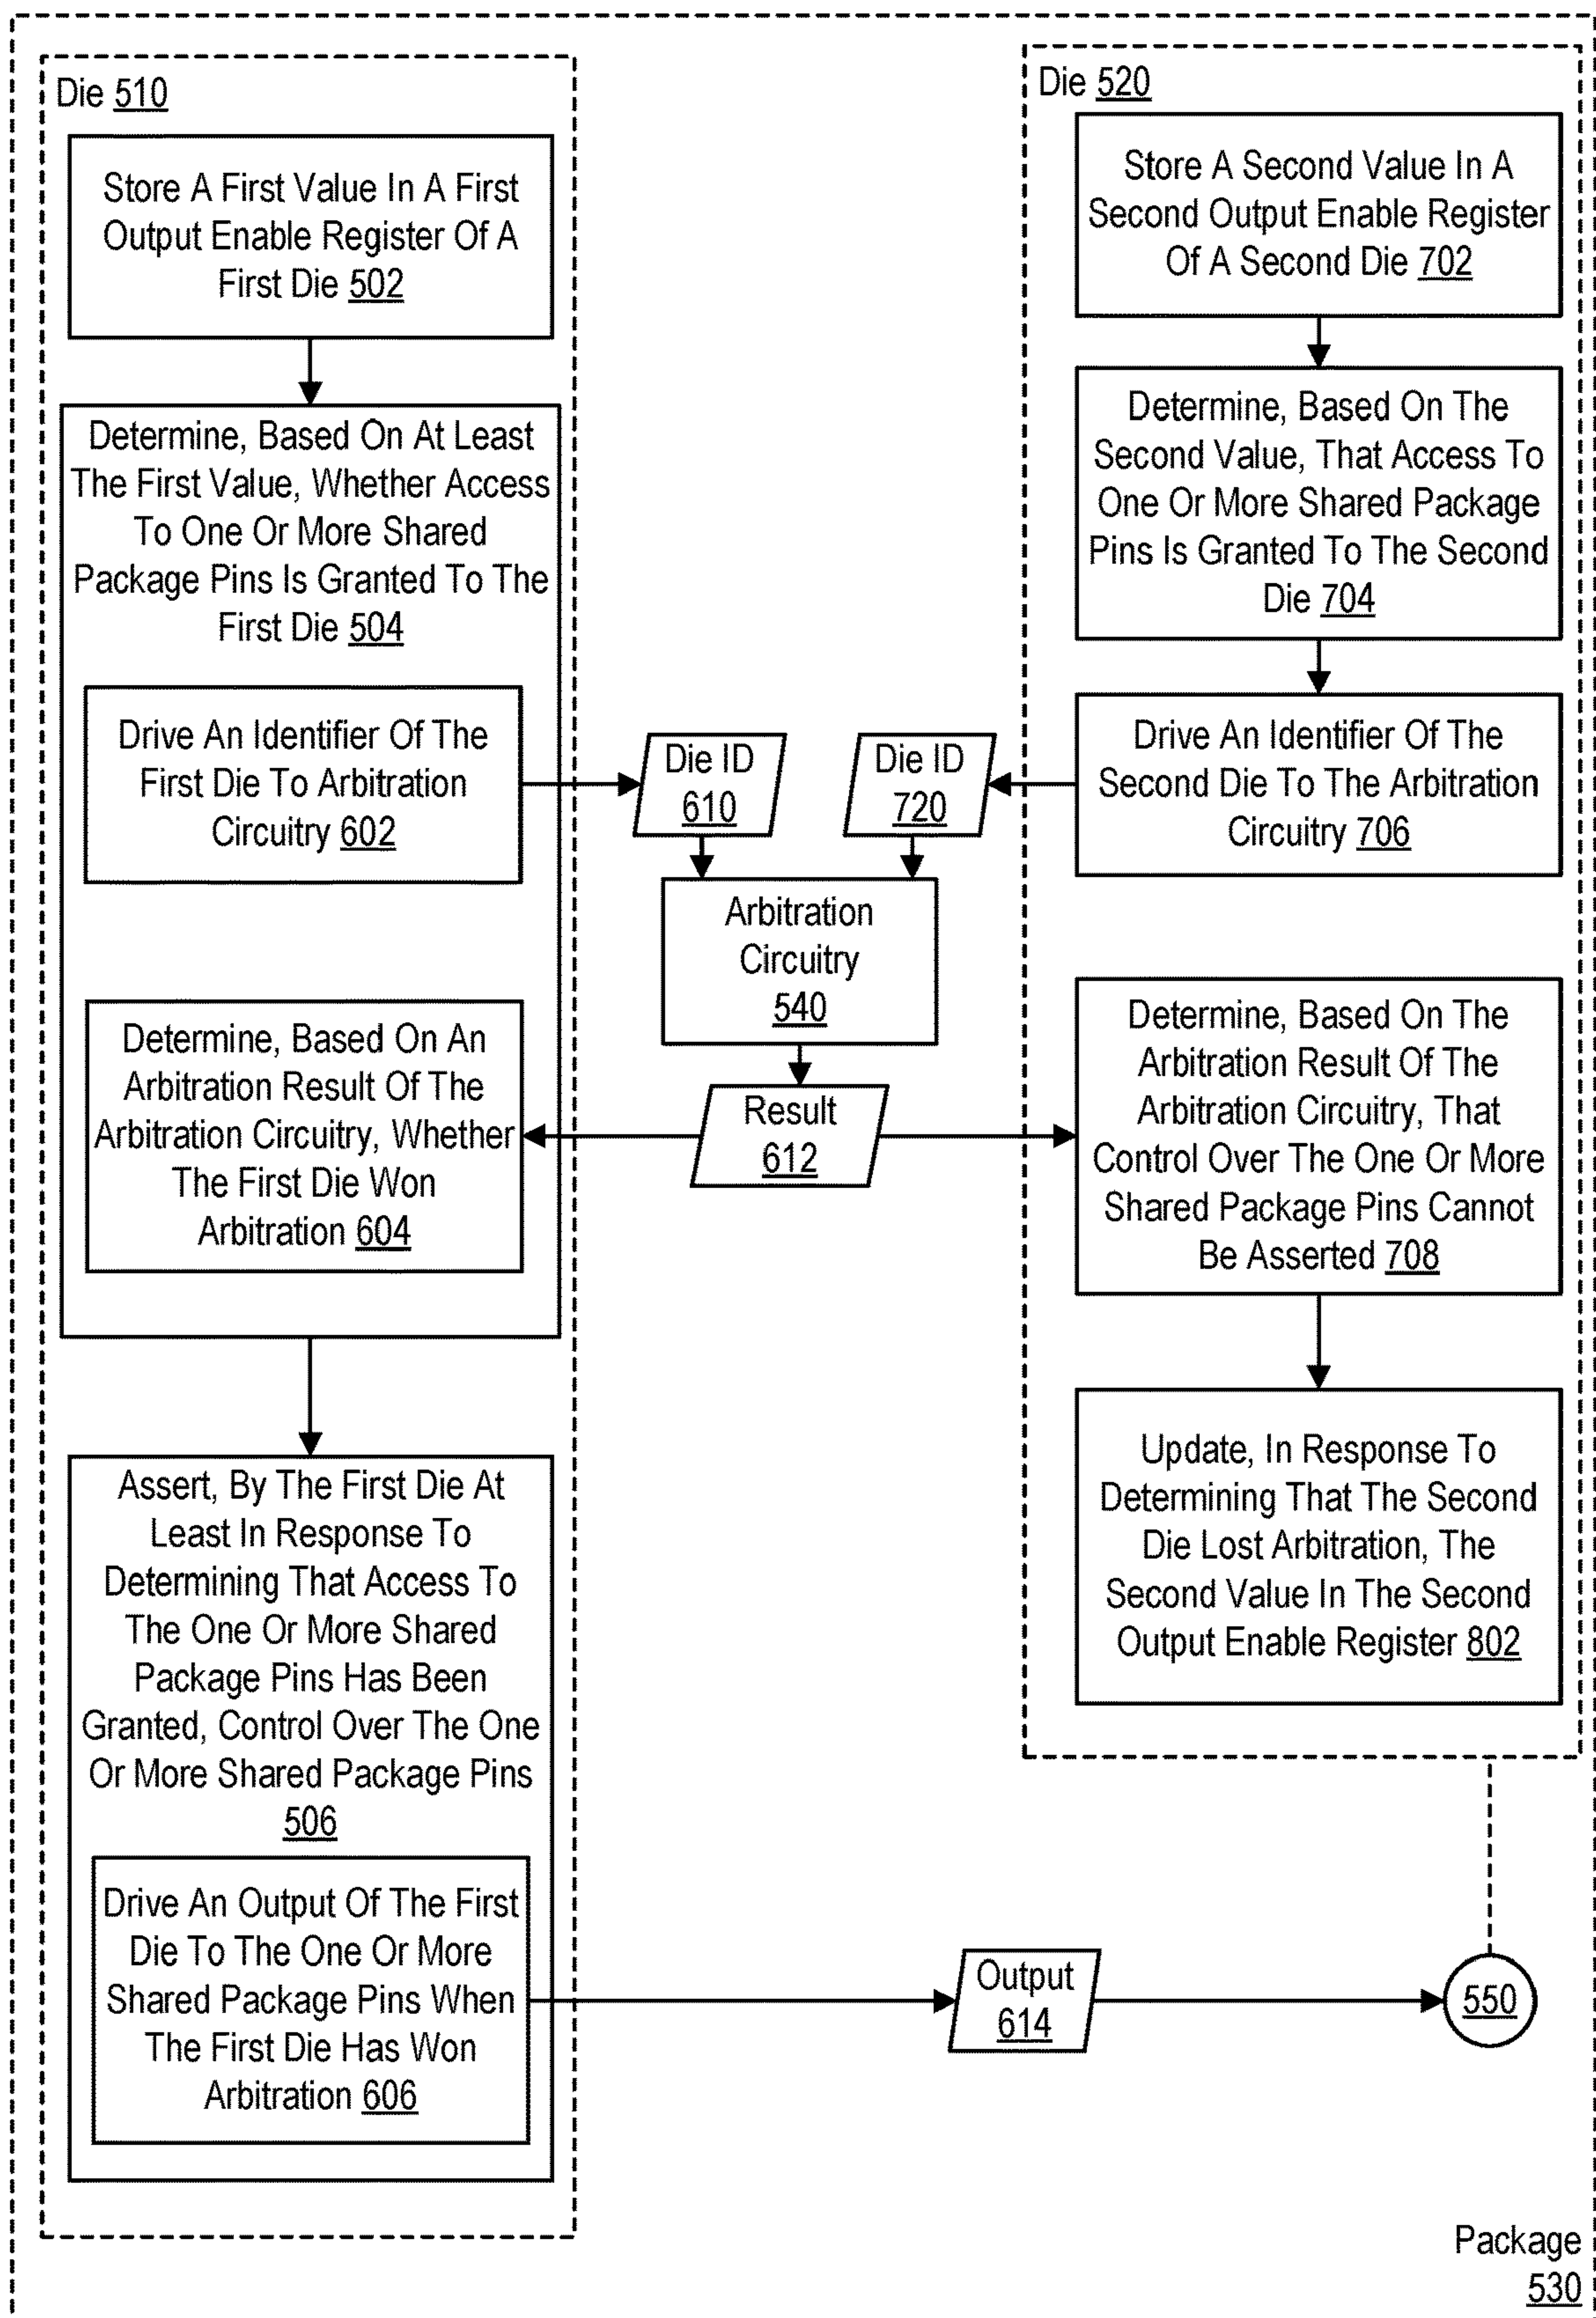 Die 510
Store A First Value In A First
Output Enable Register Of A
First Die 502
Determine, Based On At Least
The First Value, Whether Access
To One Or More Shared
Package Pins Is Granted To The
First Die 504
Drive An Identifier Of The
First Die To Arbitration
Circuitry 602
Determine, Based On An
Arbitration Result Of The
Arbitration Circuitry, Whether
The First Die Won
Arbitration 604
Assert, By The First Die At
Least In Response To
Determining That Access To
The One Or More Shared
Package Pins Has Been
Granted, Control Over The One
Or More Shared Package Pins
506
Drive An Output Of The First
Die To The One Or More
Shared Package Pins When
The First Die Has Won
Arbitration 606
Die ID
610
Die ID
720
Arbitration
Circuitry
540
Result
612
Die 520
Store A Second Value In A
Second Output Enable Register
Of A Second Die 702
Determine, Based On The
Second Value, That Access To
One Or More Shared Package
Pins Is Granted To The Second
Die 704
Drive An Identifier Of The
Second Die To The Arbitration
Circuitry 706
Determine, Based On The
Arbitration Result Of The
Arbitration Circuitry, That
Control Over The One Or More
Shared Package Pins Cannot
Be Asserted 708
Update, In Response To
Determining That The Second
Die Lost Arbitration, The
Second Value In The Second
Output Enable Register 802
Output
614
550
Package
530